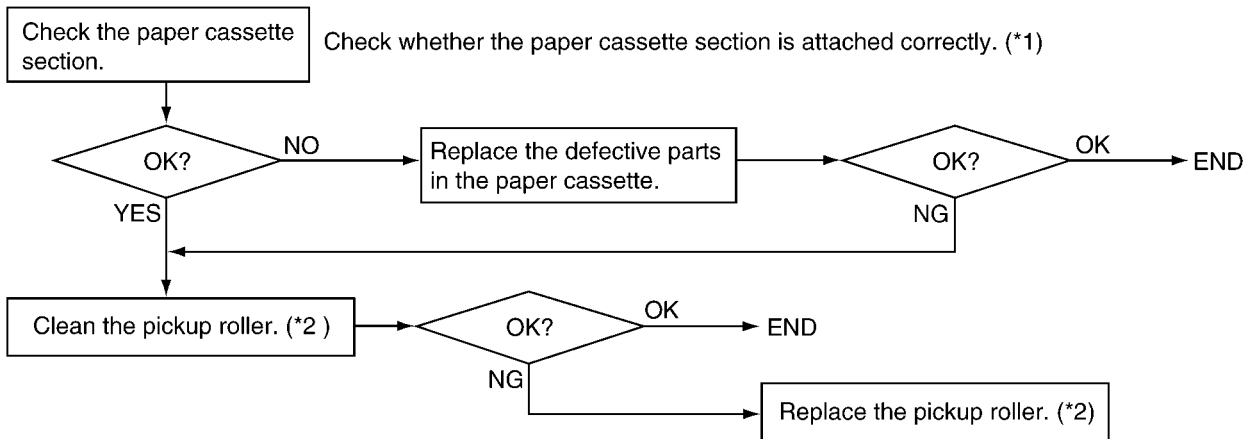 Check the paper cassette
section.
Check whether the paper cassette section is attached correctly. (*1)
OK?
NO
Replace the defective parts
in the paper cassette.
OK?
OK
END
YES
NG
Clean the pickup roller. (*2 )
OK?
OK
END
NG
Replace the pickup roller. (*2)